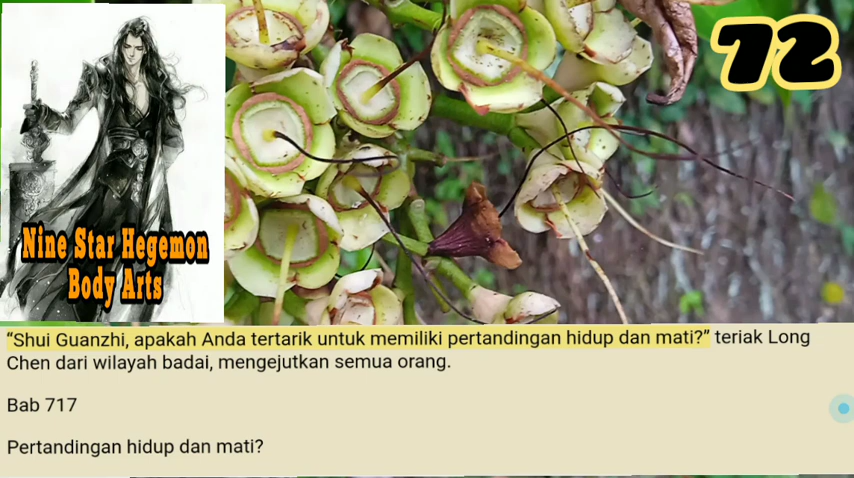 72
Nine Star Hegemon
Body Arts
“Shui Guanzhi, apakah Anda tertarik untuk memiliki pertandingan hidup dan mati?” teriak Long
Chen dari wilayah badai, mengejutkan semua orang.
Bab 717
Pertandingan hidup dan mati?